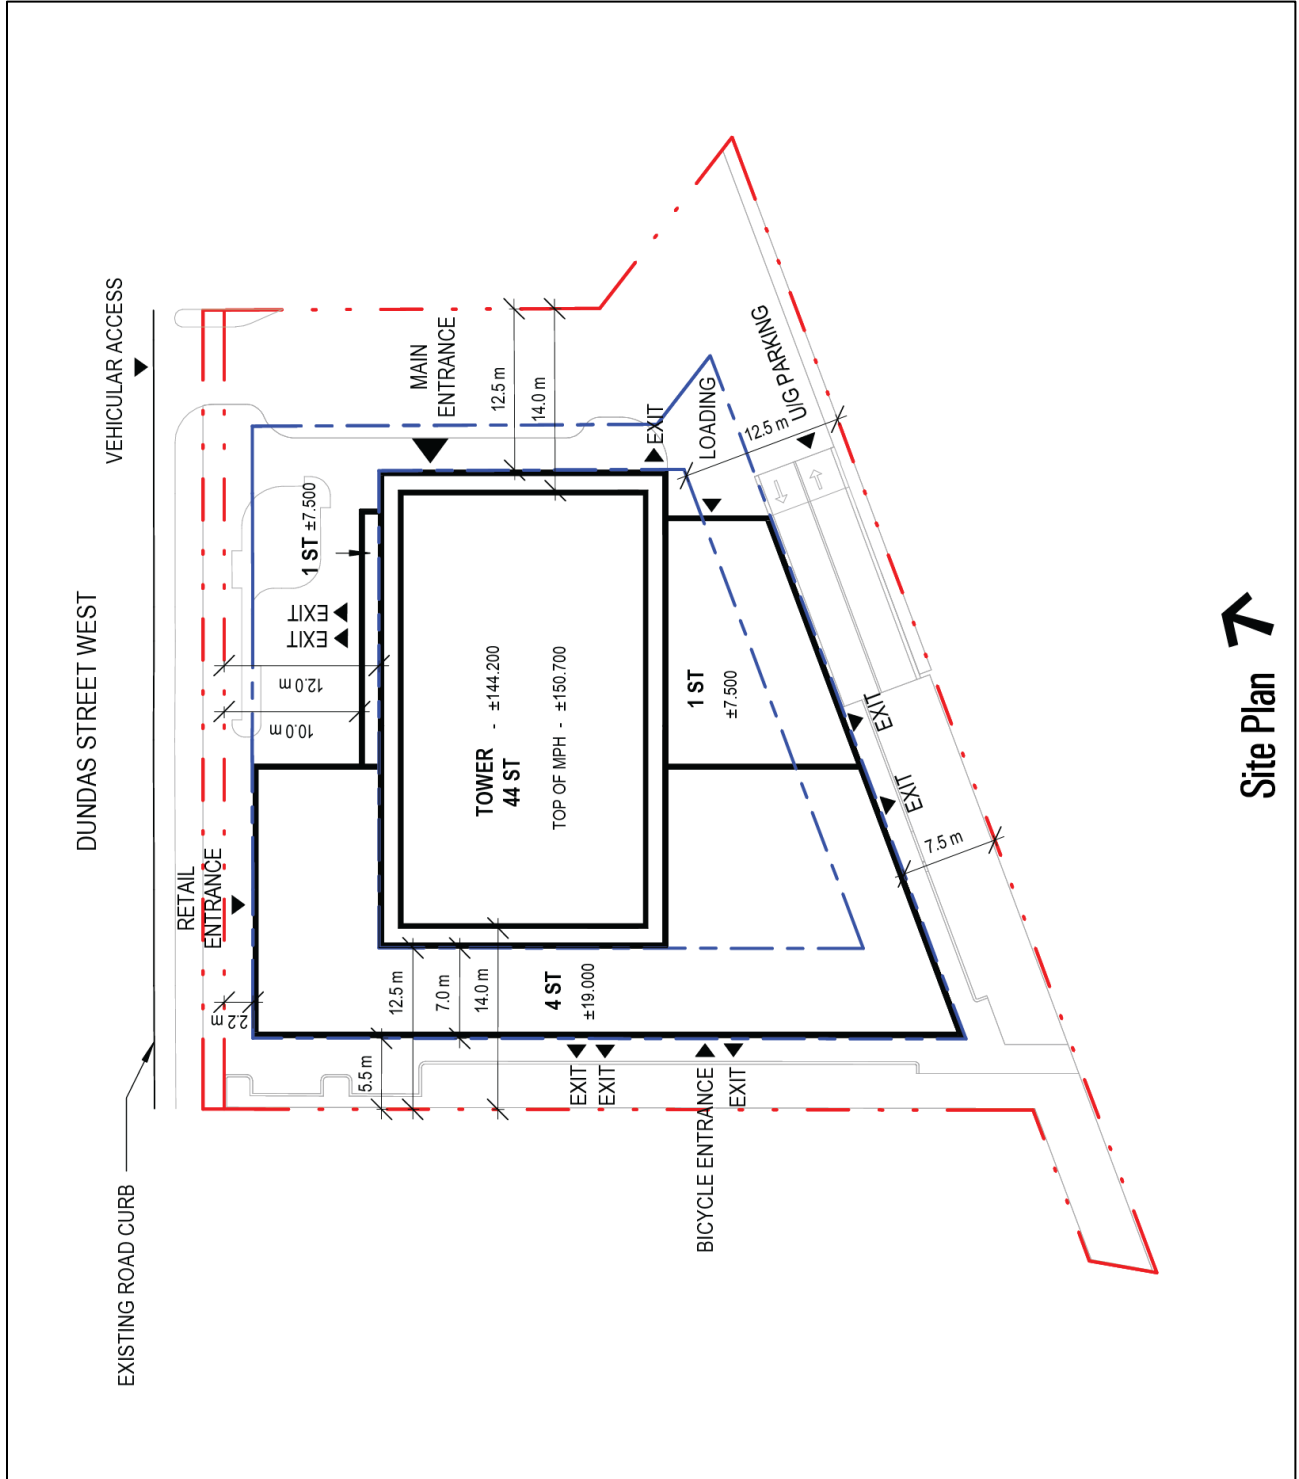 DUNDAS STREET WEST
EXISTING ROAD CURB
VEHICULAR ACCESS
RETAIL
ENTRANCE
2.2 m
10.0 m
12.0 m
EXIT
EXIT
1 ST ±7.500
MAIN
ENTRANCE
12.5 m
14.0 m
5.5 m
12.5 m
7.0 m
14.0 m
TOWER - ±144.200
44 ST
TOP OF MPH - ±150.700
4 ST
±19.000
1 ST
±7.500
EXIT
LOADING
U/G PARKING
12.5 m
EXIT
EXIT
BICYCLE ENTRANCE
EXIT
EXIT
EXIT
7.5 m
Site Plan